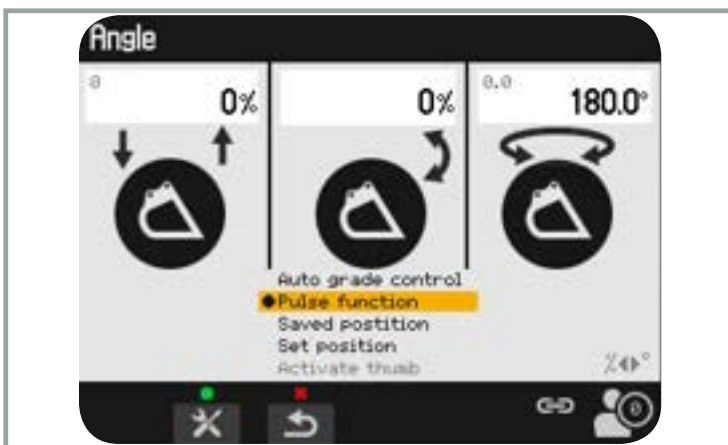 Angle
0 0% 0% 0.0 180.0°
Auto grade control
Pulse function
Saved postition
Set position
Activate thumb
%◂▸°
0